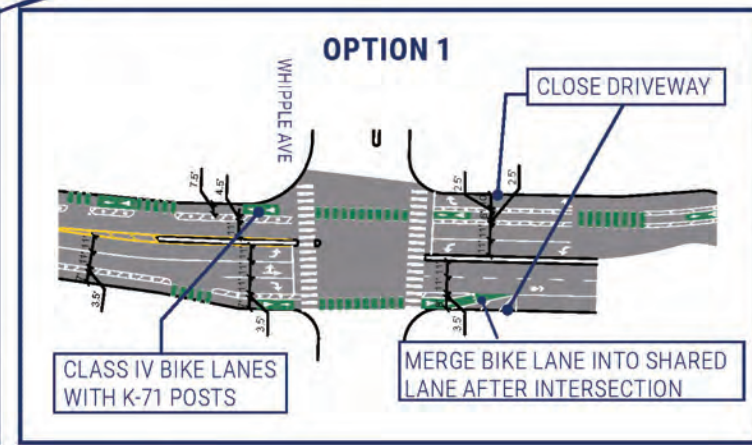 OPTION 1
WHIPPLE AVE
CLOSE DRIVEWAY
7.5'
4.5'
2.5'
2.5'
3.5'
3.5'
3.5'
CLASS IV BIKE LANES
WITH K-71 POSTS
MERGE BIKE LANE INTO SHARED
LANE AFTER INTERSECTION